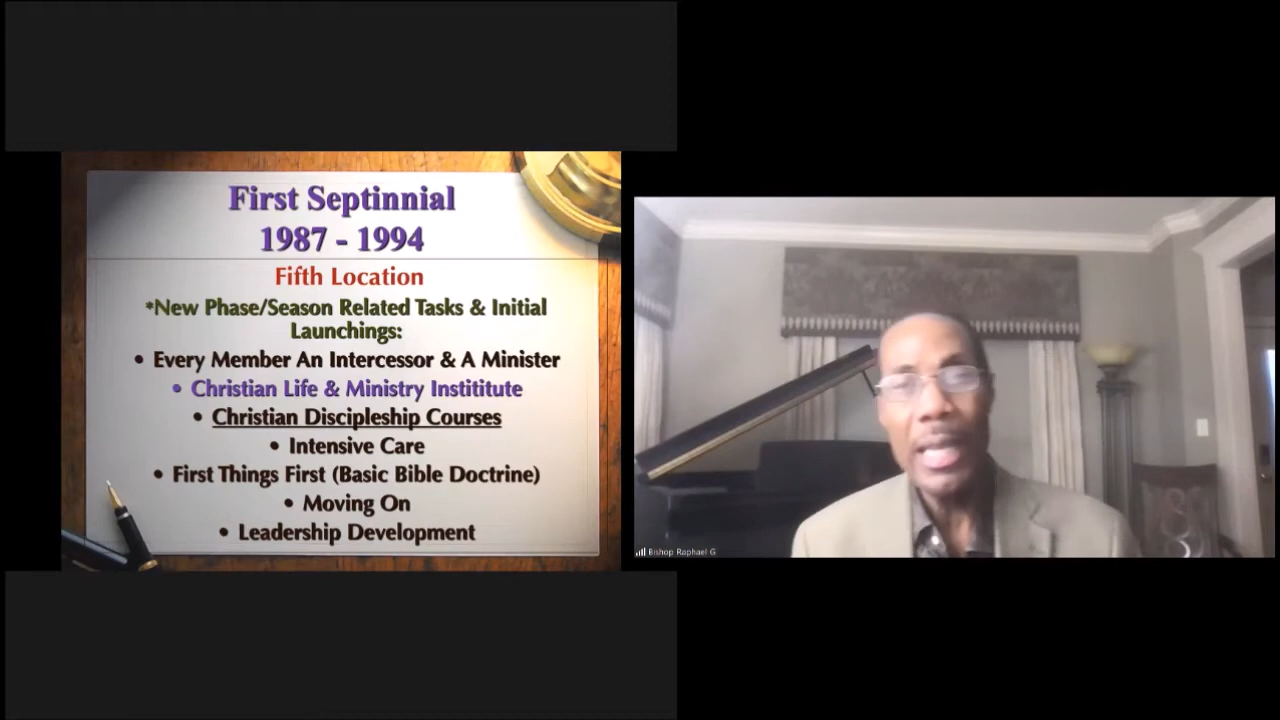 First Septinnial
1987 - 1994
Fifth Location
*New Phase/Season Related Tasks & Initial
Launchings:
• Every Member An Intercessor & A Minister
• Christian Life & Ministry Instititute
• Christian Discipleship Courses
• Intensive Care
• First Things First (Basic Bible Doctrine)
• Moving On
• Leadership Development
Bishop Raphael G